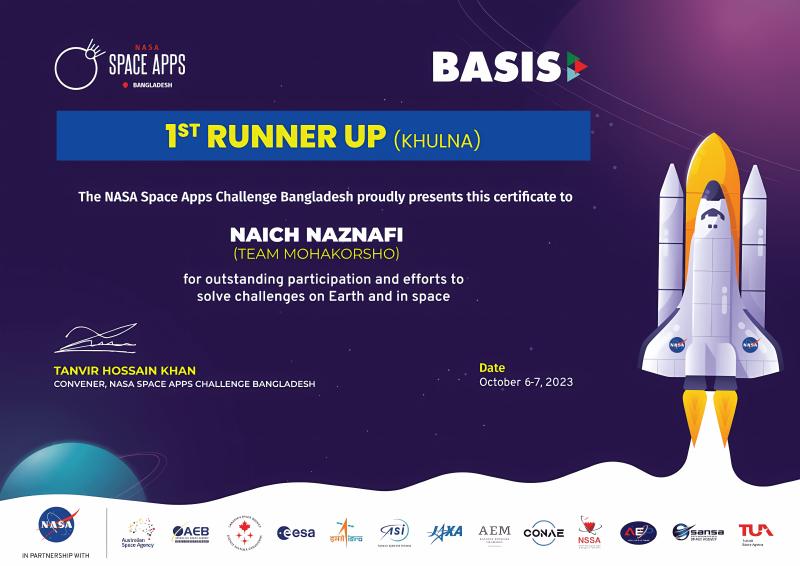 NASA
SPACE APPS
BANGLADESH
BASIS
1ST RUNNER UP (KHULNA)
The NASA Space Apps Challenge Bangladesh proudly presents this certificate to
NAICH NAZNAFI
(TEAM MOHAKORSHO)
for outstanding participation and efforts to
solve challenges on Earth and in space
TANVIR HOSSAIN KHAN
CONVENER, NASA SPACE APPS CHALLENGE BANGLADESH
Date
October 6-7, 2023
NASA
NASA
NASA
IN PARTNERSHIP WITH
Australian
Space Agency
AEB
esa
इसरो isro
asi
JAXA
AEM
CONAE
NSSA
AE
sansa
TUA